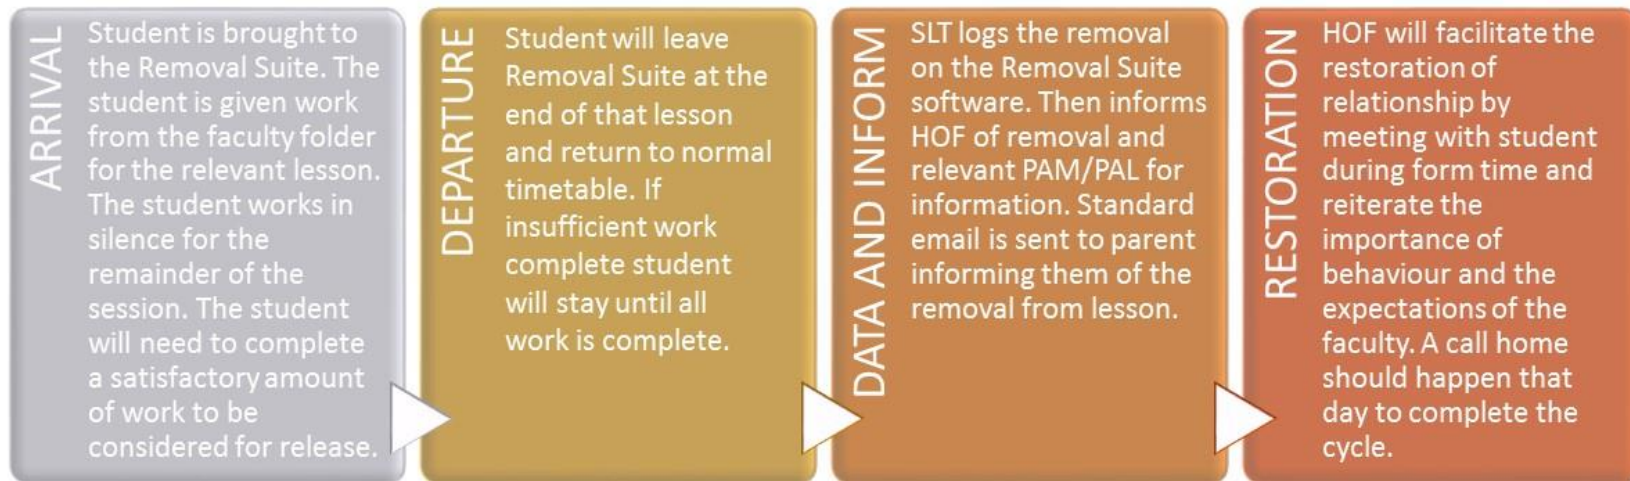 ARRIVAL
Student is brought to
the Removal Suite. The
student is given work
from the faculty folder
for the relevant lesson.
The student works in
silence for the
remainder of the
session. The student
will need to complete
a satisfactory amount
of work to be
considered for release.
DEPARTURE
Student will leave
Removal Suite at the
end of that lesson
and return to normal
timetable. If
insufficient work
complete student
will stay until all
work is complete.
DATA AND INFORM
SLT logs the removal
on the Removal Suite
software. Then informs
HOF of removal and
relevant PAM/PAL for
information. Standard
email is sent to parent
informing them of the
removal from lesson.
RESTORATION
HOF will facilitate the
restoration of
relationship by
meeting with student
during form time and
reiterate the
importance of
behaviour and the
expectations of the
faculty. A call home
should happen that
day to complete the
cycle.